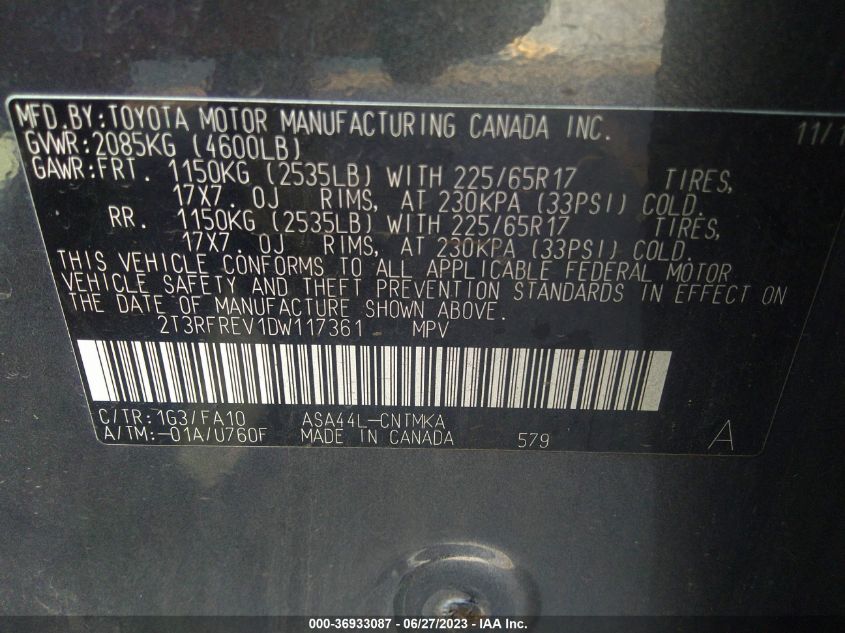 MFD.BY:TOYOTA MOTOR MANUFACTURING CANADA INC. 11/1
GVWR:2085KG (4600LB)
GAWR:FRT. 1150KG (2535LB) WITH 225/65R17 TIRES,
17X7.0J RIMS, AT 230KPA (33PSI) COLD.
RR. 1150KG (2535LB) WITH 225/65R17 TIRES,
17X7.0J RIMS, AT 230KPA (33PSI) COLD.
THIS VEHICLE CONFORMS TO ALL APPLICABLE FEDERAL MOTOR
VEHICLE SAFETY AND THEFT PREVENTION STANDARDS IN EFFECT ON
THE DATE OF MANUFACTURE SHOWN ABOVE.
2T3RFREV1DW117361 MPV
C/TR:1G3/FA10 ASA44L-CNTMKA
A/TM:-01A/U760F MADE IN CANADA 579 A
000-36933087 - 06/27/2023 - IAA Inc.